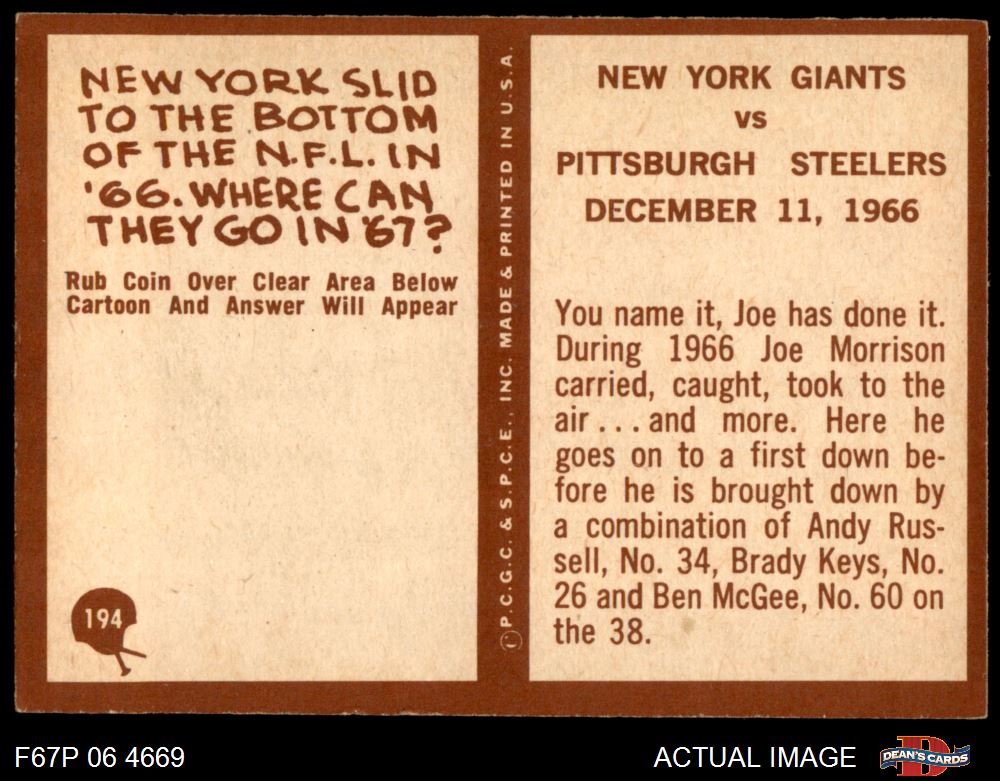 NEW YORK SLID
TO THE BOTTOM
OF THE N.F.L. IN
'66. WHERE CAN
THEY GO IN '67?
Rub Coin Over Clear Area Below
Cartoon And Answer Will Appear
194
P.C.G.C. & S.P.C.E., INC. MADE & PRINTED IN U.S.A.
NEW YORK GIANTS
VS
PITTSBURGH STEELERS
DECEMBER 11, 1966
You name it, Joe has done it.
During 1966 Joe Morrison
carried, caught, took to the
air . . . and more. Here he
goes on to a first down be-
fore he is brought down by
a combination of Andy Rus-
sell, No. 34, Brady Keys, No.
26 and Ben McGee, No. 60 on
the 38.
F67P 06 4669
ACTUAL IMAGE
DEAN'S CARDS